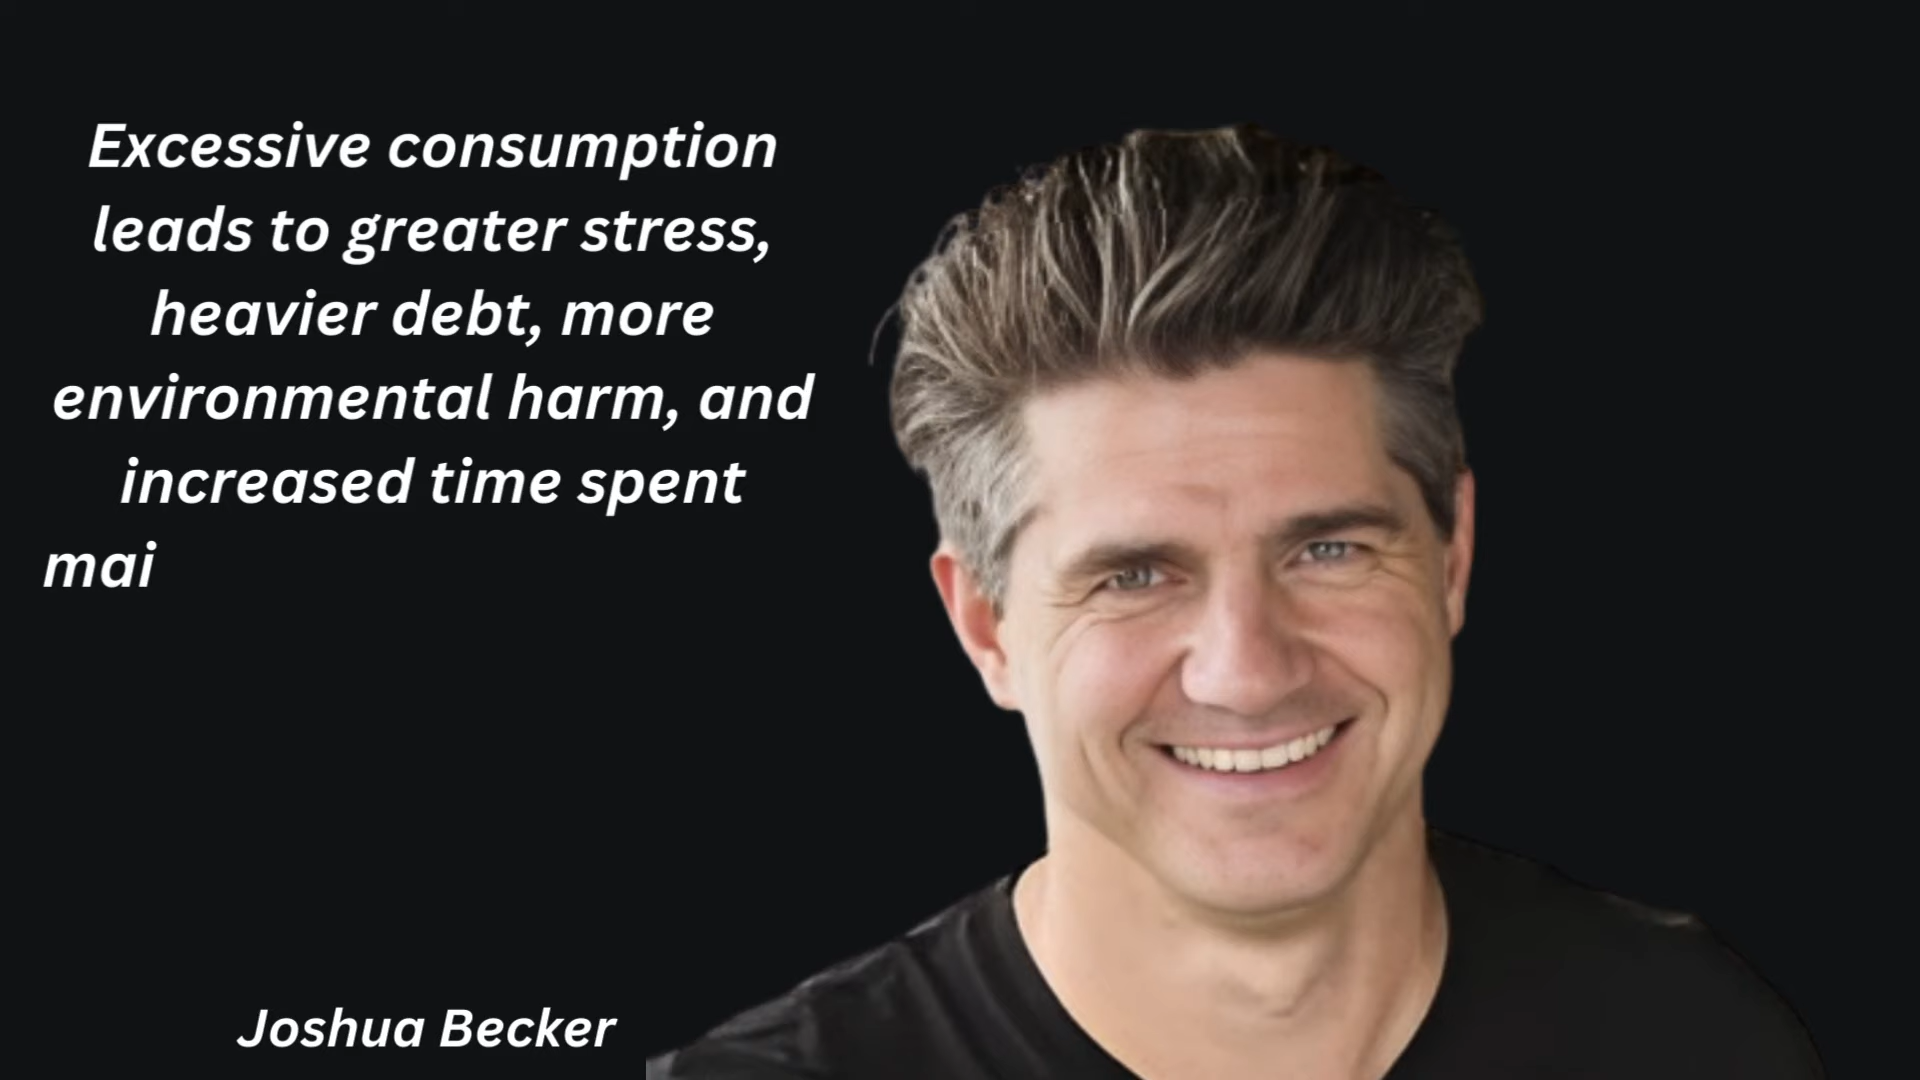 Excessive consumption
leads to greater stress,
heavier debt, more
environmental harm, and
increased time spent
mai
Joshua Becker